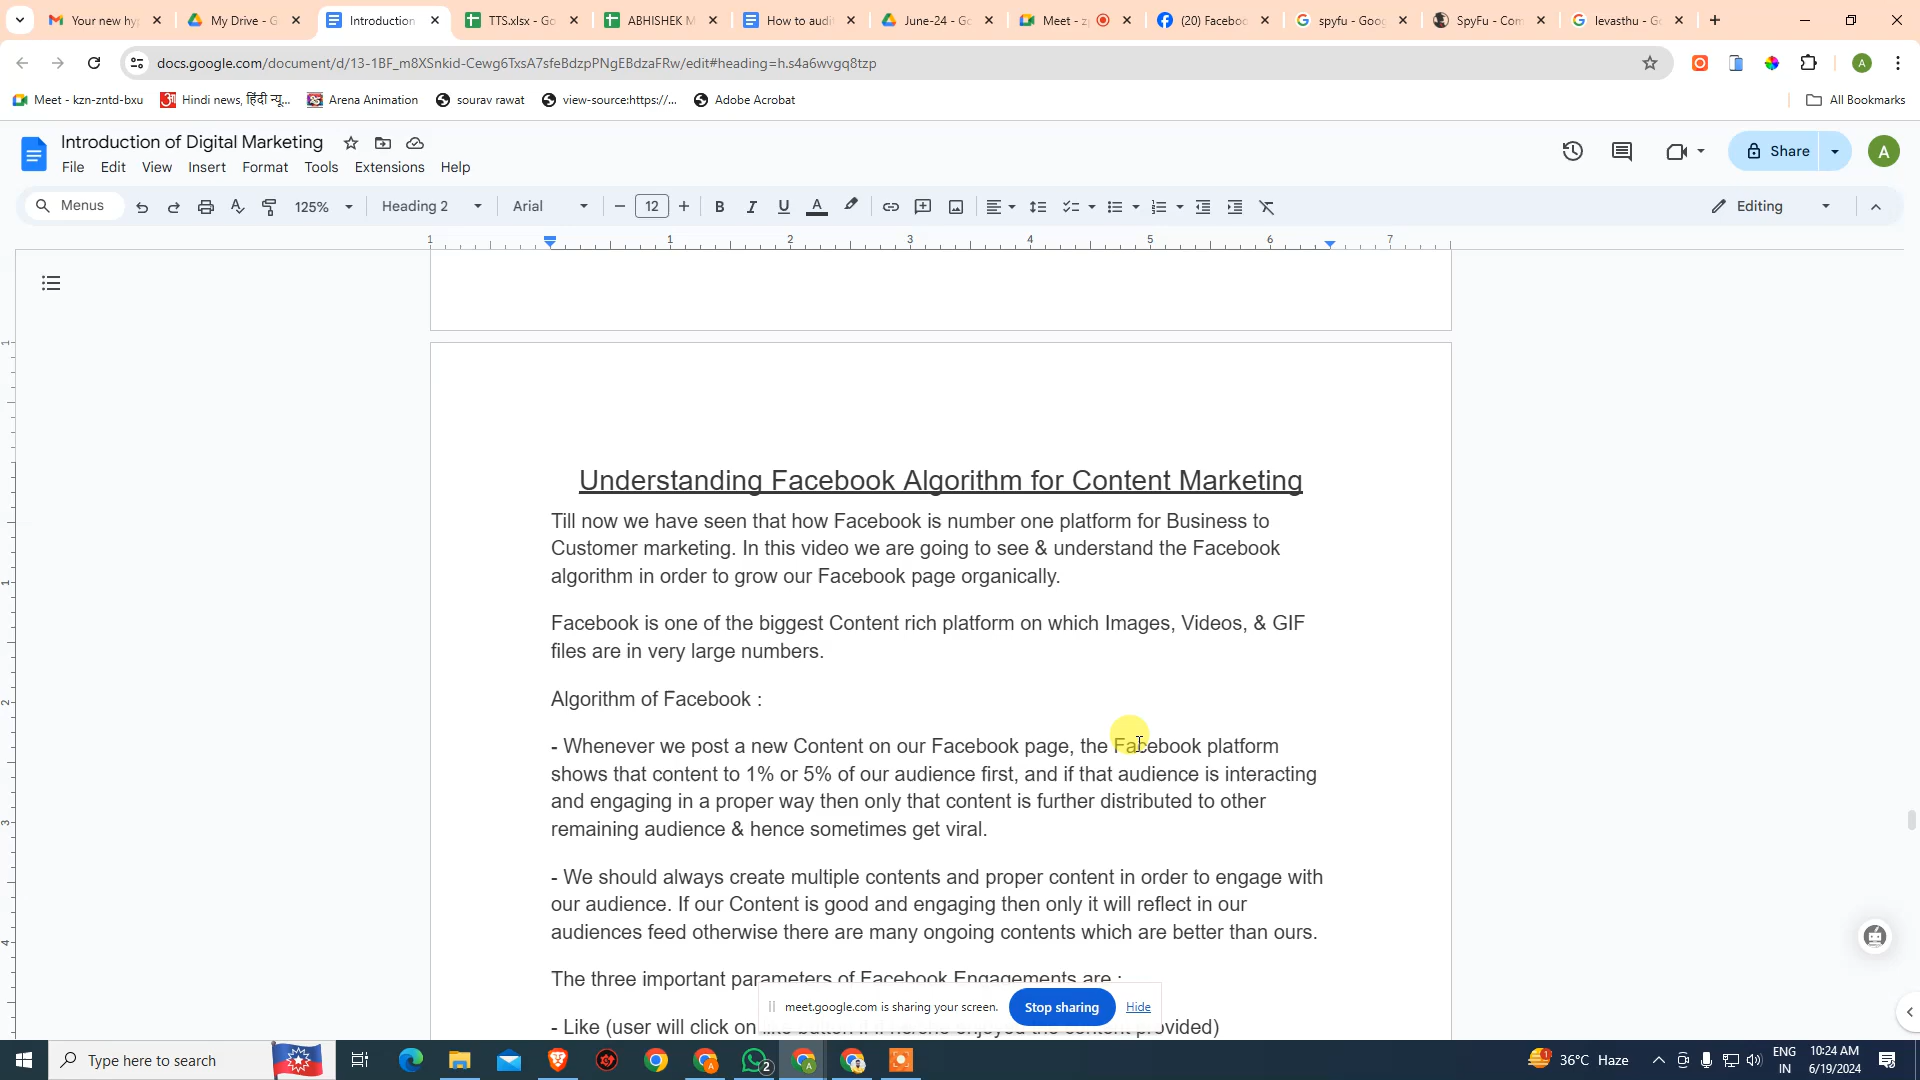 Your new hy
My Drive - G
Introduction
TTS.xlsx - Go
ABHISHEK M
How to audi
June-24 - Go
Meet - z
(20) Faceboo
spyfu - Goog
SpyFu - Com
levasthu - G
docs.google.com/document/d/13-1BF_m8XSnkid-Cewg6TxsA7sfeBdzpPNgEBdzaFRw/edit#heading=h.s4a6wvgq8tzp
A
Meet - kzn-zntd-bxu
Hindi news, हिंदी न्यू...
Arena Animation
sourav rawat
view-source:https://...
Adobe Acrobat
All Bookmarks
Introduction of Digital Marketing
File Edit View Insert Format Tools Extensions Help
Share
A
Menus
125%
Heading 2
Arial
12
Editing
1 1 2 3 4 5 6 7
Understanding Facebook Algorithm for Content Marketing
Till now we have seen that how Facebook is number one platform for Business to
Customer marketing. In this video we are going to see & understand the Facebook
algorithm in order to grow our Facebook page organically.
Facebook is one of the biggest Content rich platform on which Images, Videos, & GIF
files are in very large numbers.
Algorithm of Facebook :
- Whenever we post a new Content on our Facebook page, the Facebook platform
shows that content to 1% or 5% of our audience first, and if that audience is interacting
and engaging in a proper way then only that content is further distributed to other
remaining audience & hence sometimes get viral.
- We should always create multiple contents and proper content in order to engage with
our audience. If our Content is good and engaging then only it will reflect in our
audiences feed otherwise there are many ongoing contents which are better than ours.
The three important parameters of Facebook Engagements are :
meet.google.com is sharing your screen.
Stop sharing
Hide
- Like (user will click on provided)
Type here to search
2
36°C Haze
ENG
IN
10:24 AM
6/19/2024